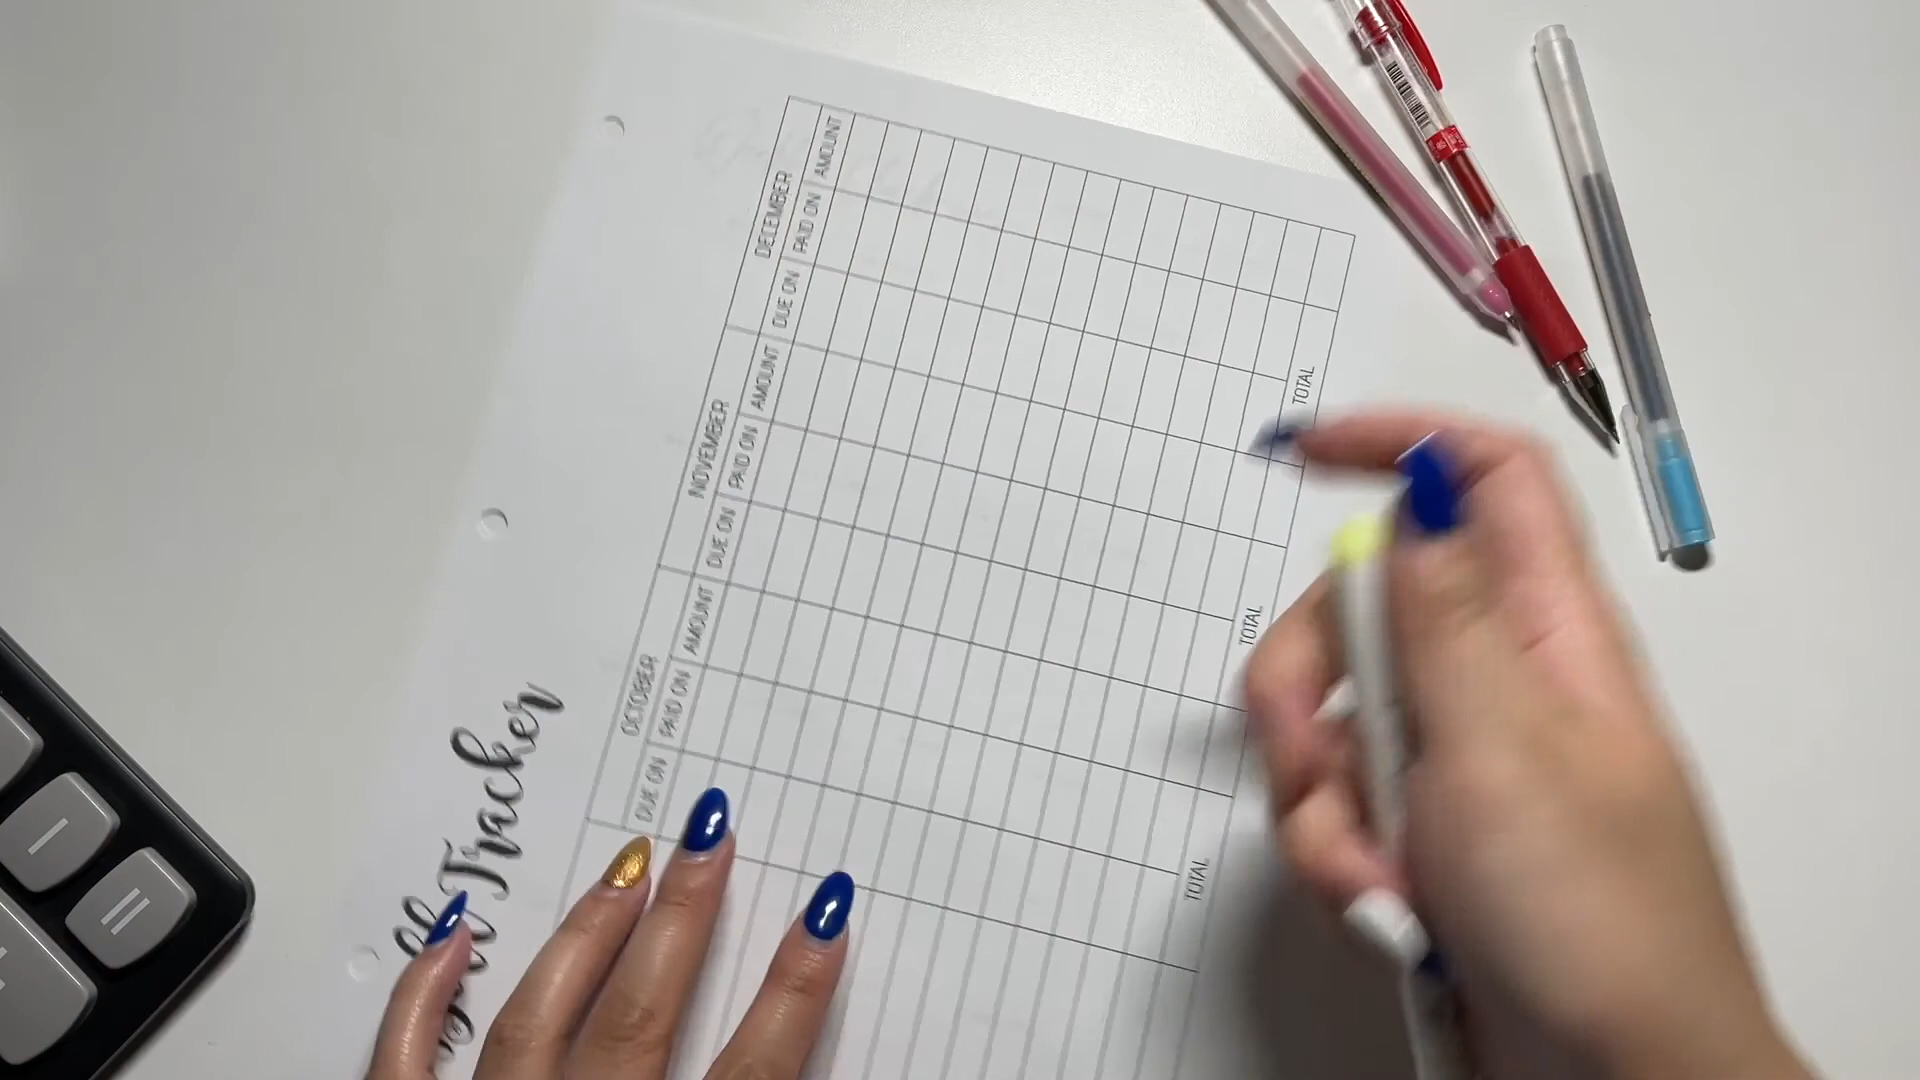 Tracker
OCTOBER NOVEMBER DECEMBER
DUE ON PAID ON AMOUNT DUE ON PAID ON AMOUNT DUE ON PAID ON AMOUNT
TOTAL TOTAL TOTAL